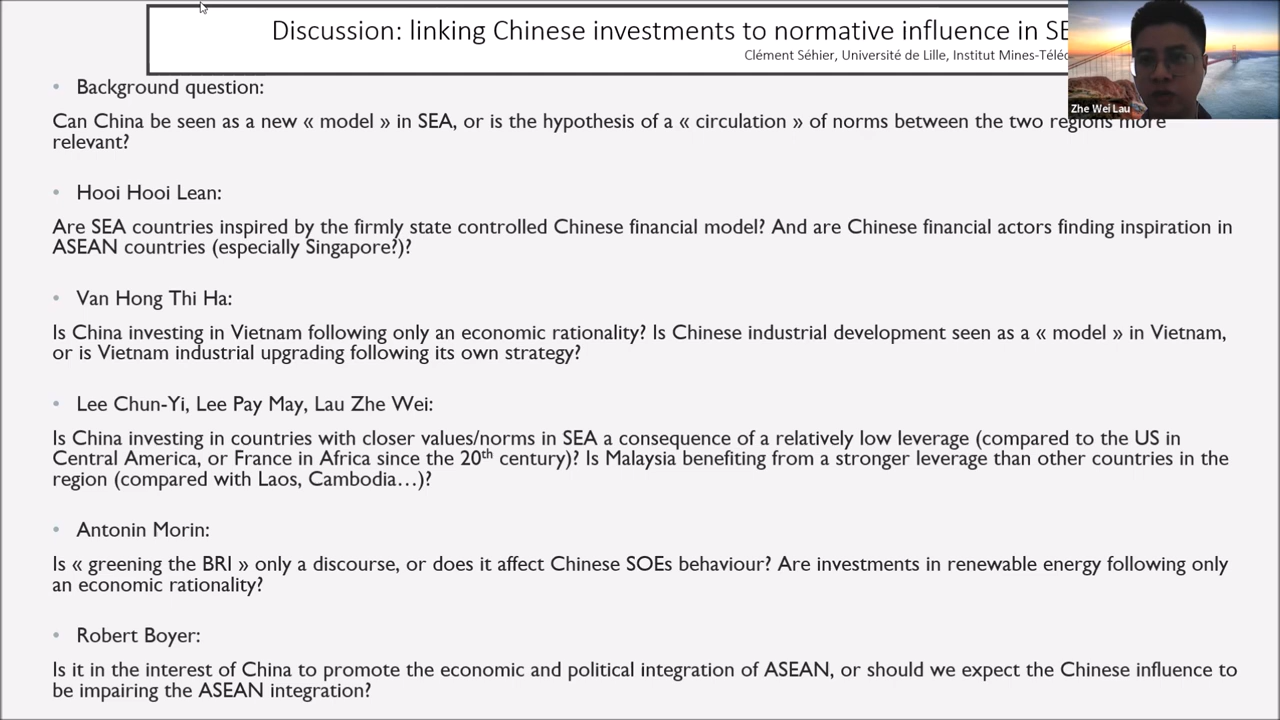 Discussion: linking Chinese investments to normative influence in
Clément Séhier, Université de Lille, Institut
Zhe Wei Lau
• Background question:
Can China be seen as a new « model » in SEA, or is the hypothesis of a « circulation » of norms between the two regions more
relevant?
• Hooi Hooi Lean:
Are SEA countries inspired by the firmly state controlled Chinese financial model? And are Chinese financial actors finding inspiration in
ASEAN countries (especially Singapore?)?
• Van Hong Thi Ha:
Is China investing in Vietnam following only an economic rationality? Is Chinese industrial development seen as a « model » in Vietnam,
or is Vietnam industrial upgrading following its own strategy?
• Lee Chun-Yi, Lee Pay May, Lau Zhe Wei:
Is China investing in countries with closer values/norms in SEA a consequence of a relatively low leverage (compared to the US in
Central America, or France in Africa since the 20th century)? Is Malaysia benefiting from a stronger leverage than other countries in the
region (compared with Laos, Cambodia…)?
• Antonin Morin:
Is « greening the BRI » only a discourse, or does it affect Chinese SOEs behaviour? Are investments in renewable energy following only
an economic rationality?
• Robert Boyer:
Is it in the interest of China to promote the economic and political integration of ASEAN, or should we expect the Chinese influence to
be impairing the ASEAN integration?